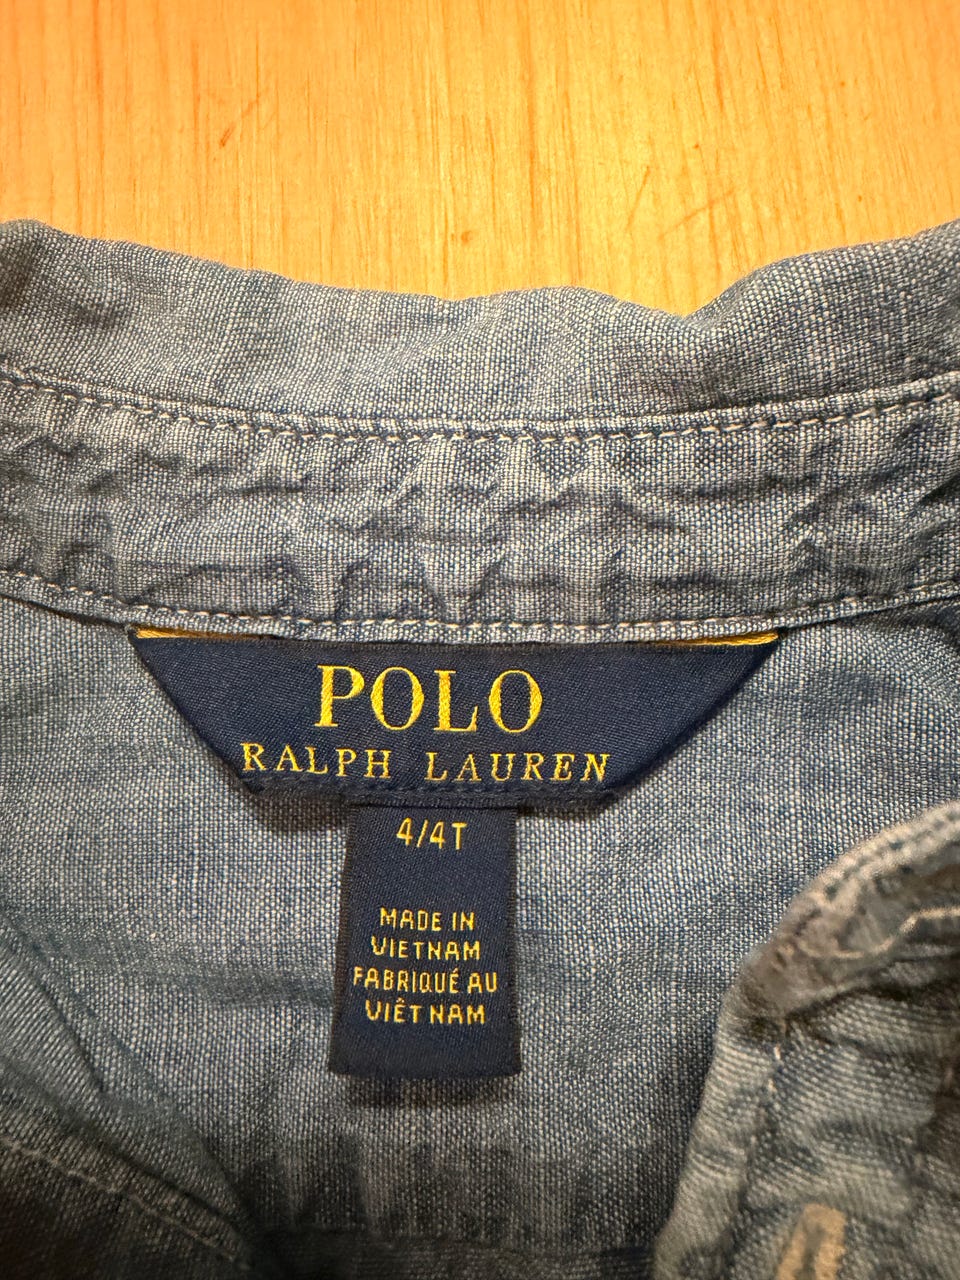 POLO
RALPH LAUREN
4/4T
MADE IN
VIETNAM
FABRIQUÉ AU
VIÊT NAM